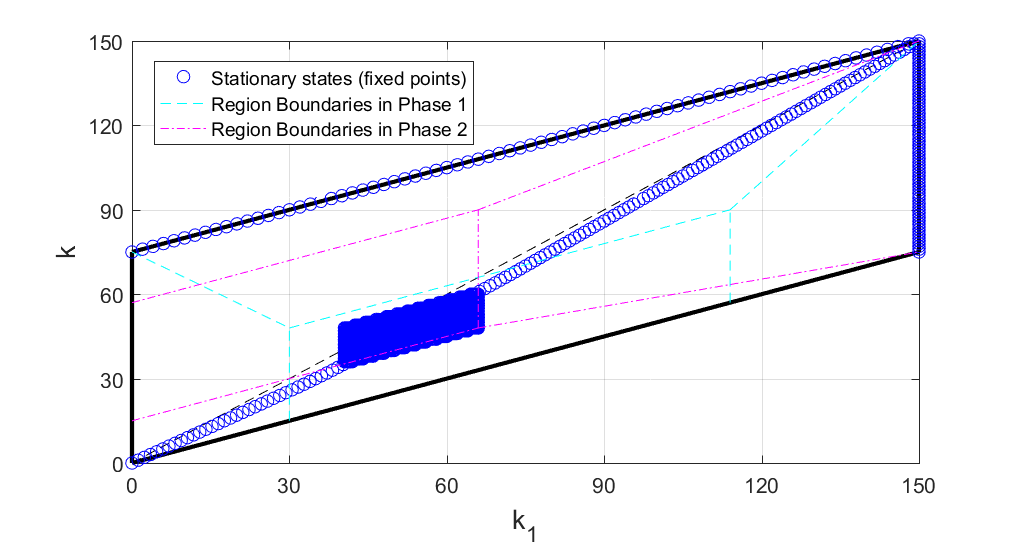 150
Stationary states (fixed points)
Region Boundaries in Phase 1
Region Boundaries in Phase 2
120
90
k
60
30
0
0 30 60 90 120 150
k1